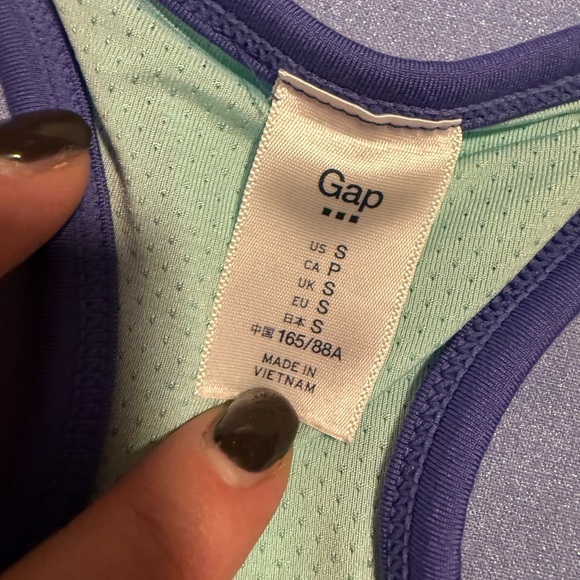 Gap
US S
CA P
UK S
EU S
日本 S
中国 165/88A
MADE IN
VIETNAM